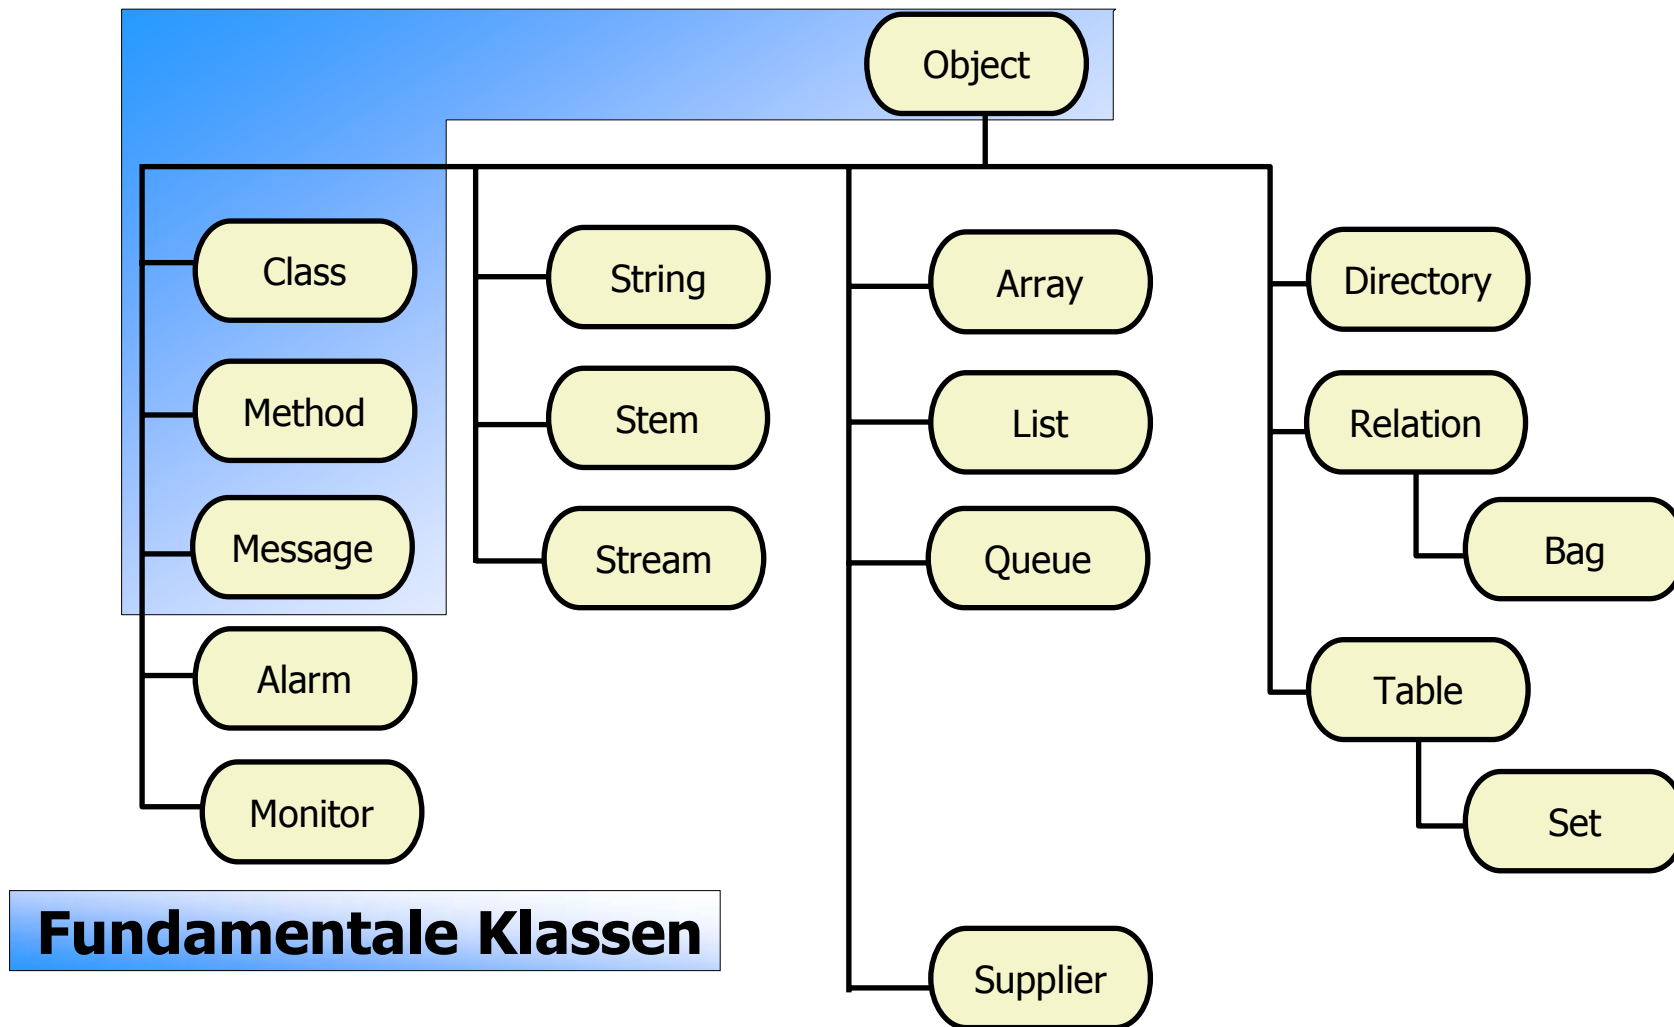 Object
Class
Method
Message
Alarm
Monitor
String
Stem
Stream
Array
List
Queue
Supplier
Directory
Relation
Bag
Table
Set
Fundamentale Klassen